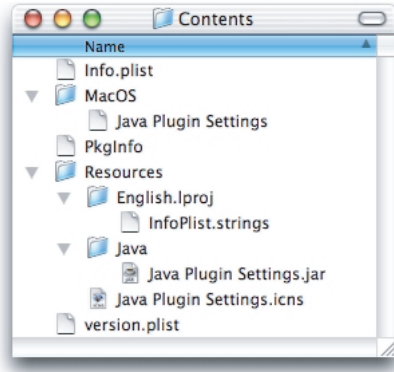 Contents
Name
Info.plist
MacOS
Java Plugin Settings
PkgInfo
Resources
English.lproj
InfoPlist.strings
Java
Java Plugin Settings.jar
Java Plugin Settings.icns
version.plist